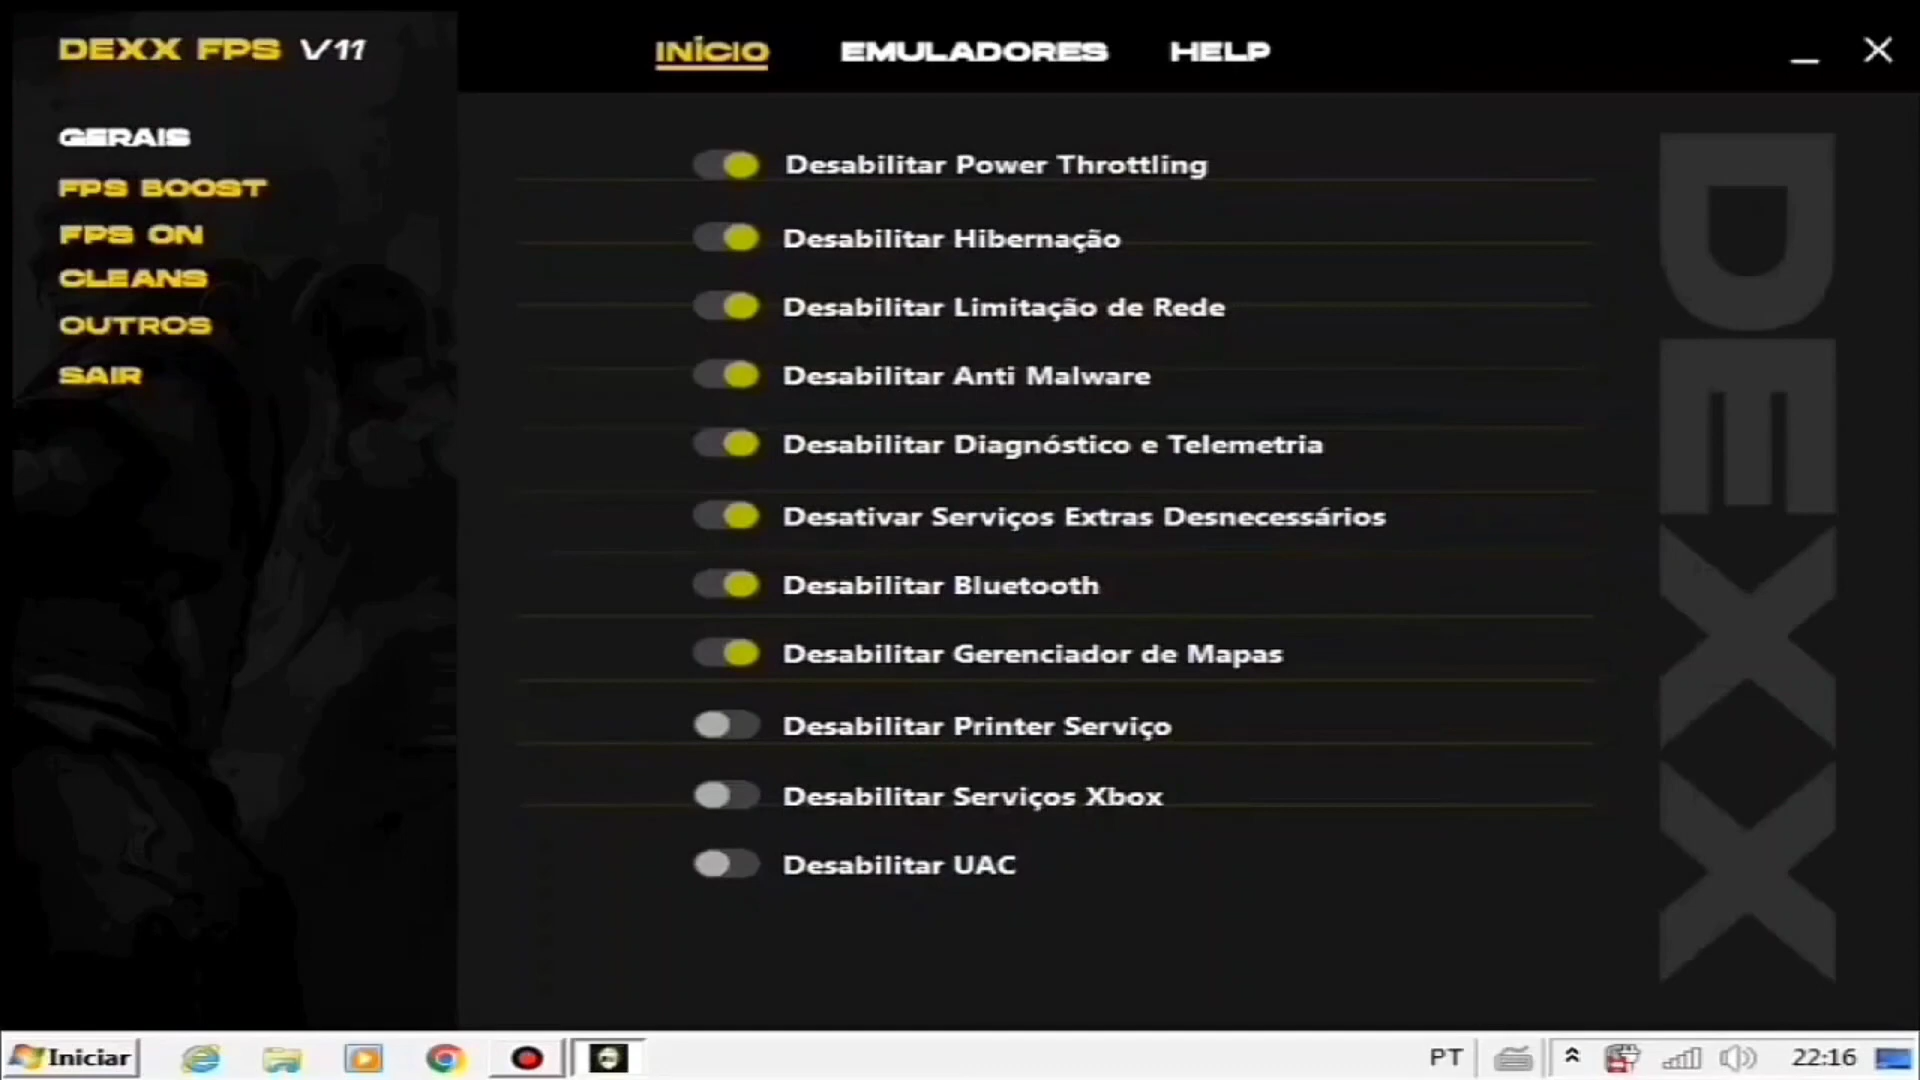 DEXX FPS V11
INÍCIO EMULADORES HELP
GERAIS
FPS BOOST
FPS ON
CLEANS
OUTROS
SAIR
Desabilitar Power Throttling
Desabilitar Hibernação
Desabilitar Limitação de Rede
Desabilitar Anti Malware
Desabilitar Diagnóstico e Telemetria
Desativar Serviços Extras Desnecessários
Desabilitar Bluetooth
Desabilitar Gerenciador de Mapas
Desabilitar Printer Serviço
Desabilitar Serviços Xbox
Desabilitar UAC
DEXX
Iniciar
PT
22:16